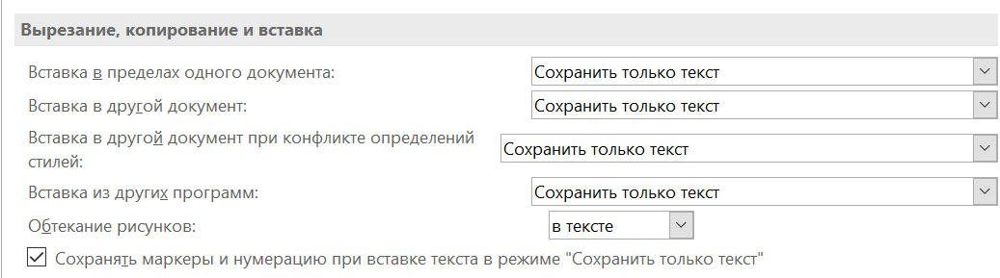 Вырезание, копирование и вставка
Вставка в пределах одного документа: Сохранить только текст
Вставка в другой документ: Сохранить только текст
Вставка в другой документ при конфликте определений
стилей: Сохранить только текст
Вставка из других программ: Сохранить только текст
Обтекание рисунков: в тексте
Сохранять маркеры и нумерацию при вставке текста в режиме "Сохранить только текст"